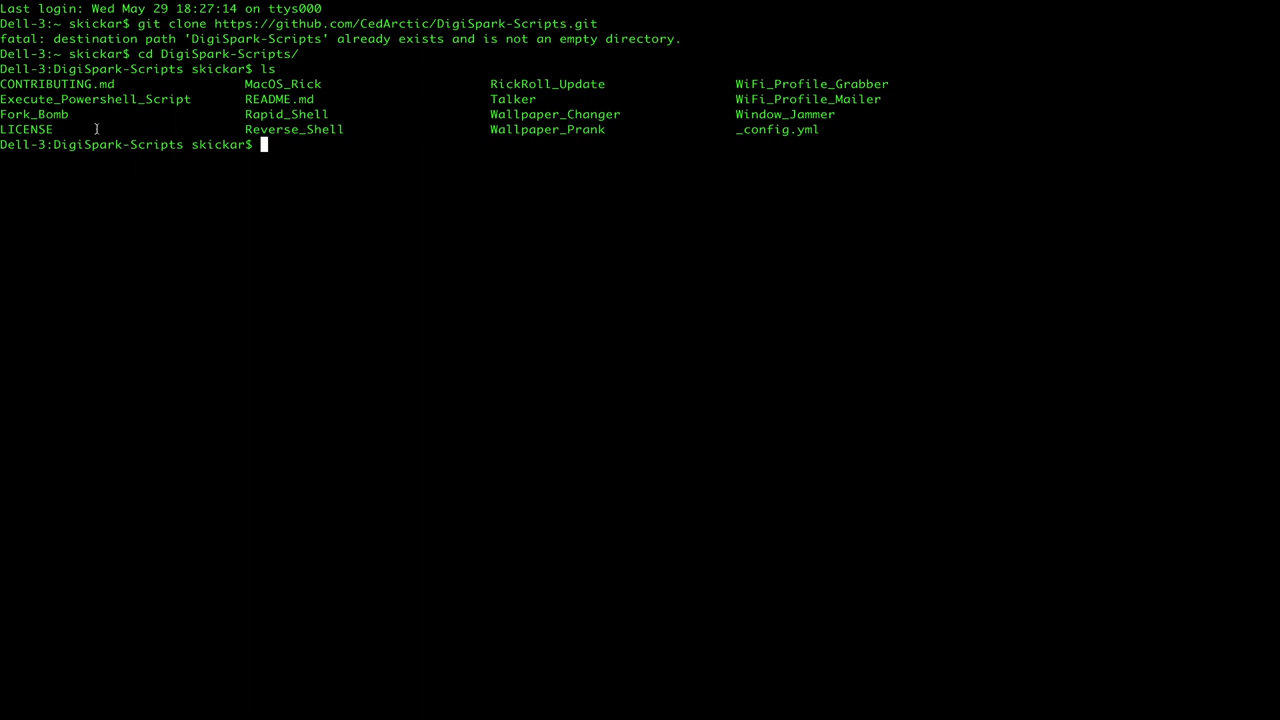 Last login: Wed May 29 18:27:14 on ttys000
Dell-3:~ skickar$ git clone https://github.com/CedArctic/DigiSpark-Scripts.git
fatal: destination path 'DigiSpark-Scripts' already exists and is not an empty directory.
Dell-3:~ skickar$ cd DigiSpark-Scripts/
Dell-3:DigiSpark-Scripts skickar$ ls
CONTRIBUTING.md MacOS_Rick RickRoll_Update WiFi_Profile_Grabber
Execute_Powershell_Script README.md Talker WiFi_Profile_Mailer
Fork_Bomb Rapid_Shell Wallpaper_Changer Window_Jammer
LICENSE Reverse_Shell Wallpaper_Prank _config.yml
Dell-3:DigiSpark-Scripts skickar$